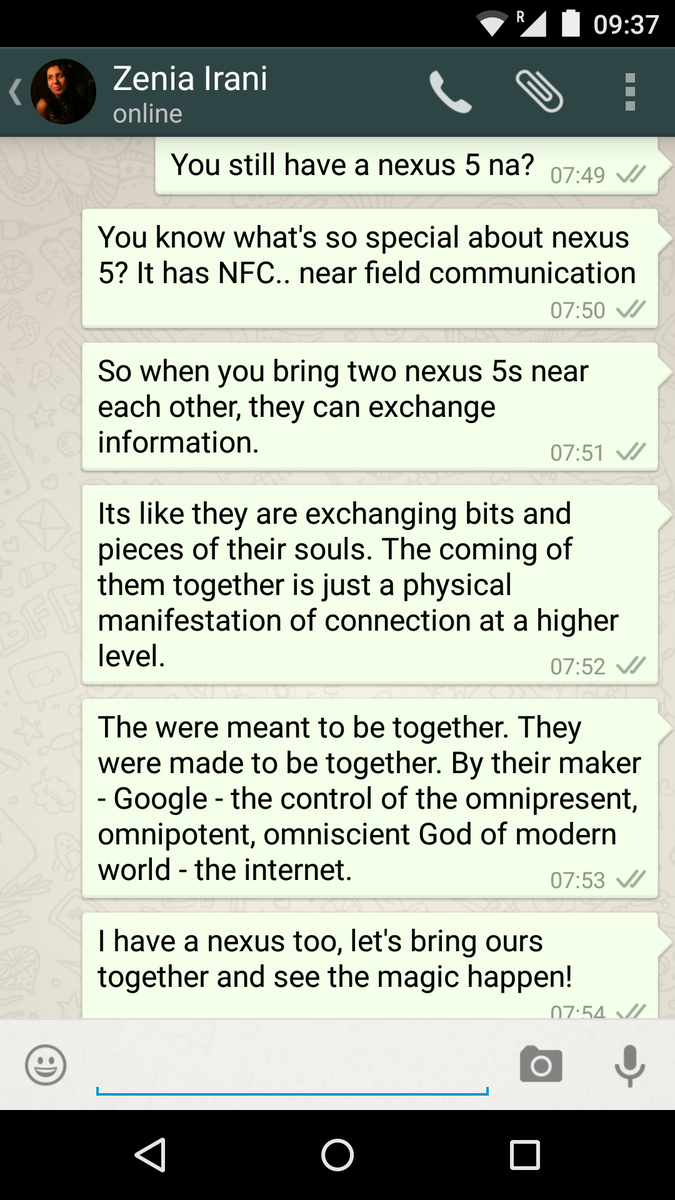 R 09:37
Zenia Irani
online
You still have a nexus 5 na? 07:49
You know what's so special about nexus
5? It has NFC.. near field communication
07:50
So when you bring two nexus 5s near
each other, they can exchange
information. 07:51
Its like they are exchanging bits and
pieces of their souls. The coming of
them together is just a physical
manifestation of connection at a higher
level. 07:52
The were meant to be together. They
were made to be together. By their maker
- Google - the control of the omnipresent,
omnipotent, omniscient God of modern
world - the internet. 07:53
I have a nexus too, let's bring ours
together and see the magic happen!
07:54